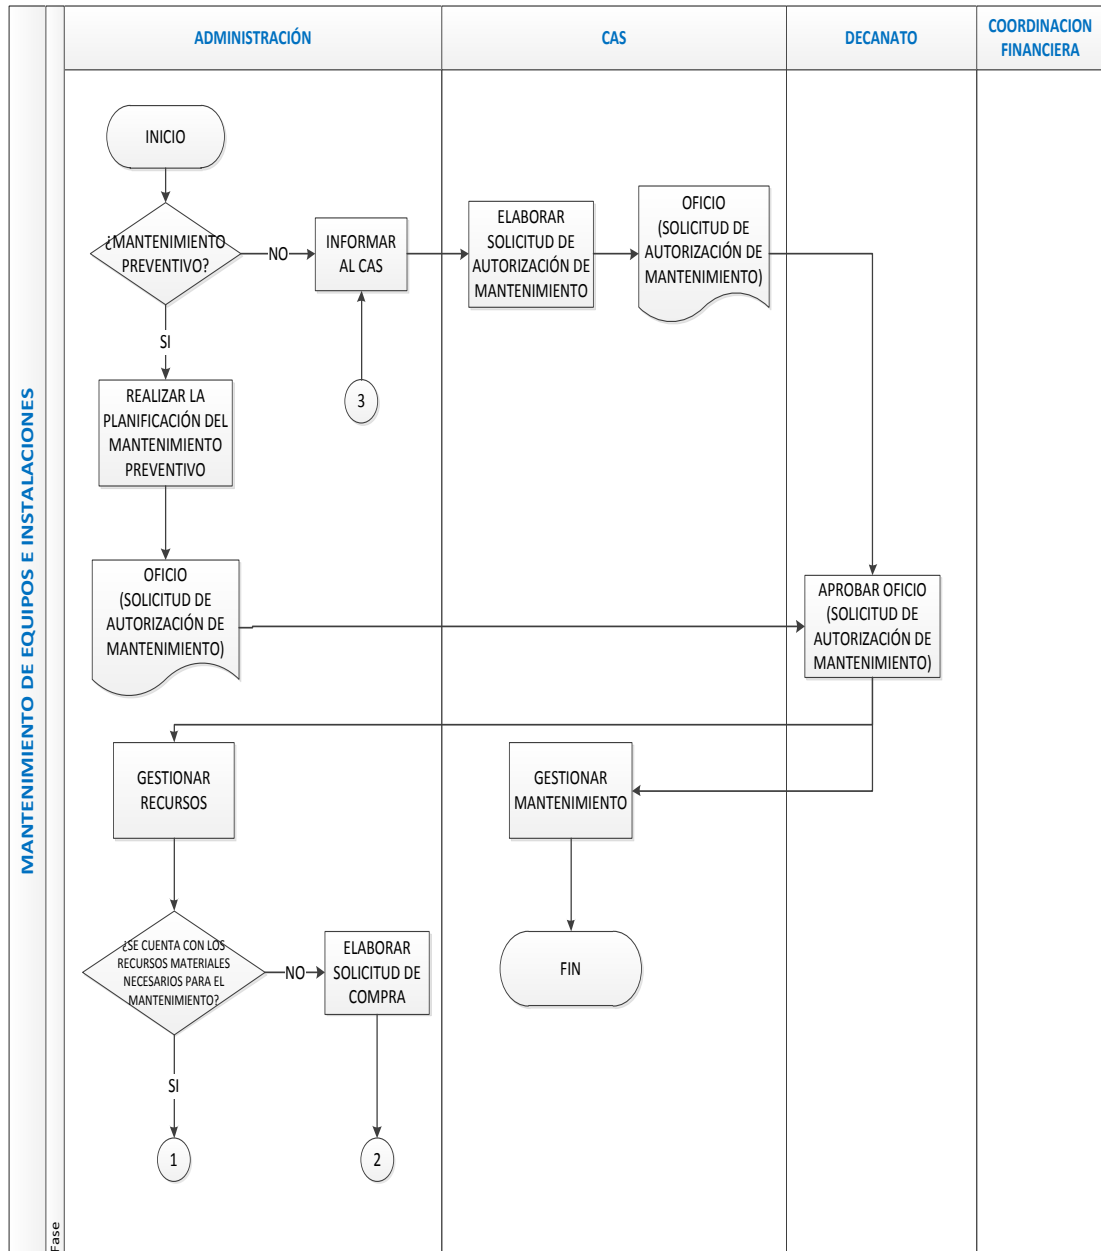 ADMINISTRACIÓN
CAS
DECANATO
COORDINACION
FINANCIERA
MANTENIMIENTO DE EQUIPOS E INSTALACIONES
Fase
INICIO
¿MANTENIMIENTO
PREVENTIVO?
NO
INFORMAR
AL CAS
ELABORAR
SOLICITUD DE
AUTORIZACIÓN DE
MANTENIMIENTO
OFICIO
(SOLICITUD DE
AUTORIZACIÓN DE
MANTENIMIENTO)
SI
3
REALIZAR LA
PLANIFICACIÓN DEL
MANTENIMIENTO
PREVENTIVO
OFICIO
(SOLICITUD DE
AUTORIZACIÓN DE
MANTENIMIENTO)
APROBAR OFICIO
(SOLICITUD DE
AUTORIZACIÓN DE
MANTENIMIENTO)
GESTIONAR
RECURSOS
GESTIONAR
MANTENIMIENTO
¿SE CUENTA CON LOS
RECURSOS MATERIALES
NECESARIOS PARA EL
MANTENIMIENTO?
NO
ELABORAR
SOLICITUD DE
COMPRA
FIN
SI
1
2